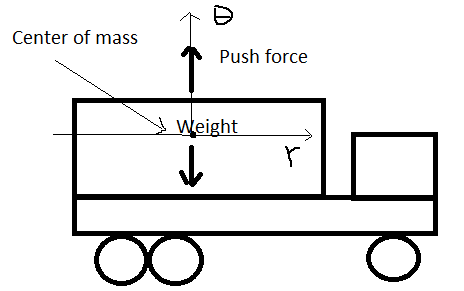 θ
Center of mass
Push force
Weight
r